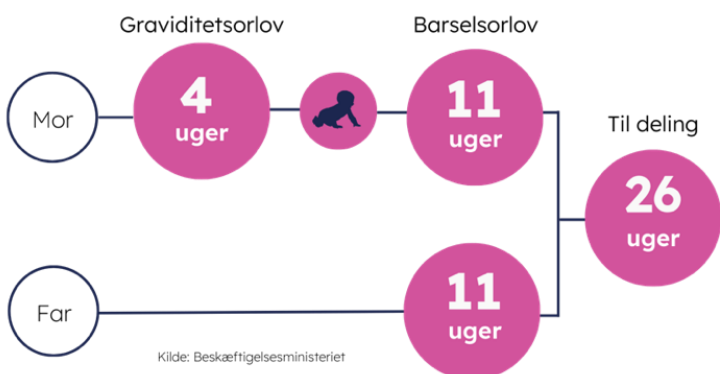 Graviditetsorlov
Barselsorlov
Mor
4
uger
11
uger
Til deling
26
uger
Far
11
uger
Kilde: Beskæftigelsesministeriet